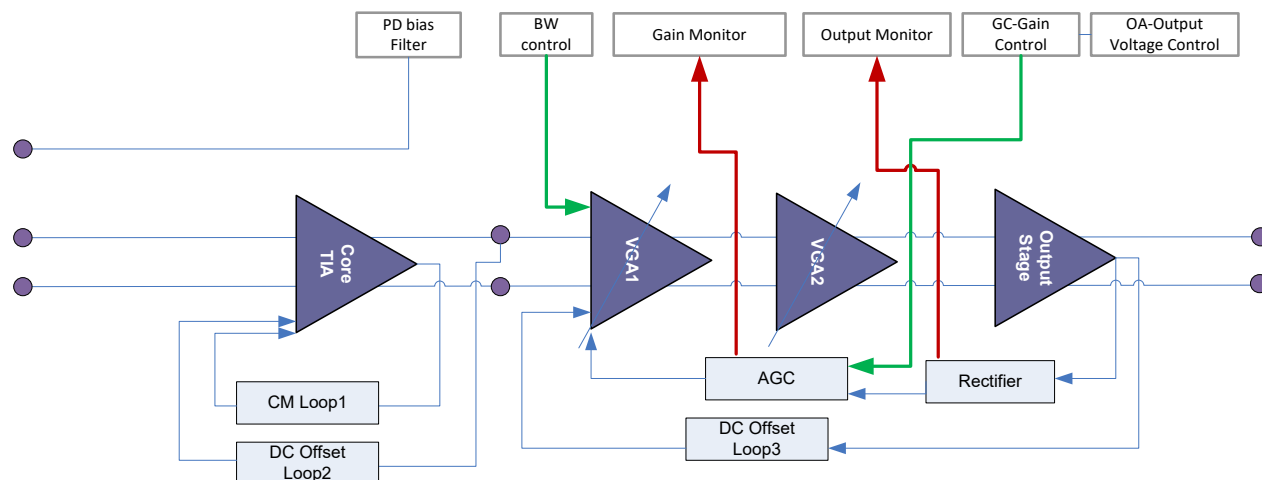 PD bias
Filter
BW
control
Gain Monitor
Output Monitor
GC-Gain
Control
OA-Output
Voltage Control
Core
TIA
VGA1
VGA2
Output
Stage
AGC
Rectifier
CM Loop1
DC Offset
Loop3
DC Offset
Loop2